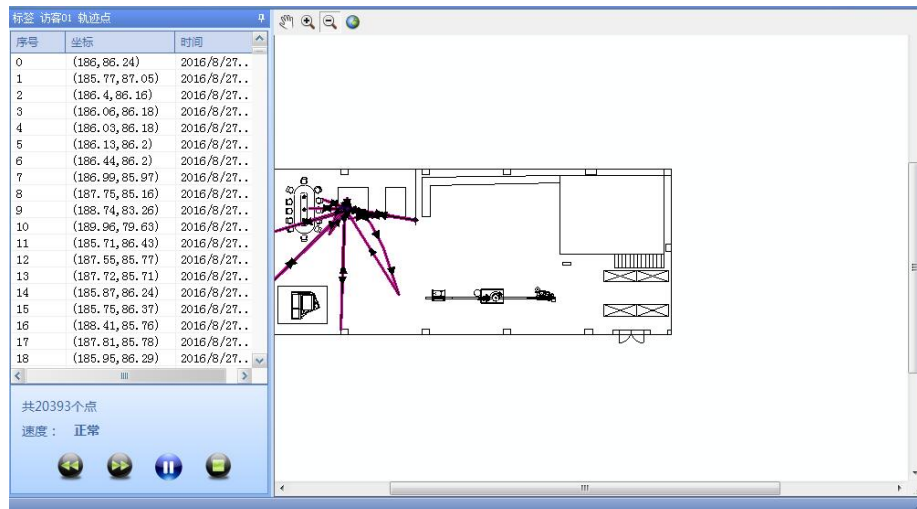 标签 访客01 轨迹点
序号 坐标 时间
0 (186,86.24) 2016/8/27..
1 (185.77,87.05) 2016/8/27..
2 (186.4,86.16) 2016/8/27..
3 (186.06,86.18) 2016/8/27..
4 (186.03,86.18) 2016/8/27..
5 (186.13,86.2) 2016/8/27..
6 (186.44,86.2) 2016/8/27..
7 (186.99,85.97) 2016/8/27..
8 (187.75,85.16) 2016/8/27..
9 (188.74,83.26) 2016/8/27..
10 (189.96,79.63) 2016/8/27..
11 (185.71,86.43) 2016/8/27..
12 (187.55,85.77) 2016/8/27..
13 (187.72,85.71) 2016/8/27..
14 (185.87,86.24) 2016/8/27..
15 (185.75,86.37) 2016/8/27..
16 (188.41,85.76) 2016/8/27..
17 (187.81,85.78) 2016/8/27..
18 (185.95,86.29) 2016/8/27..
共20393个点
速度： 正常